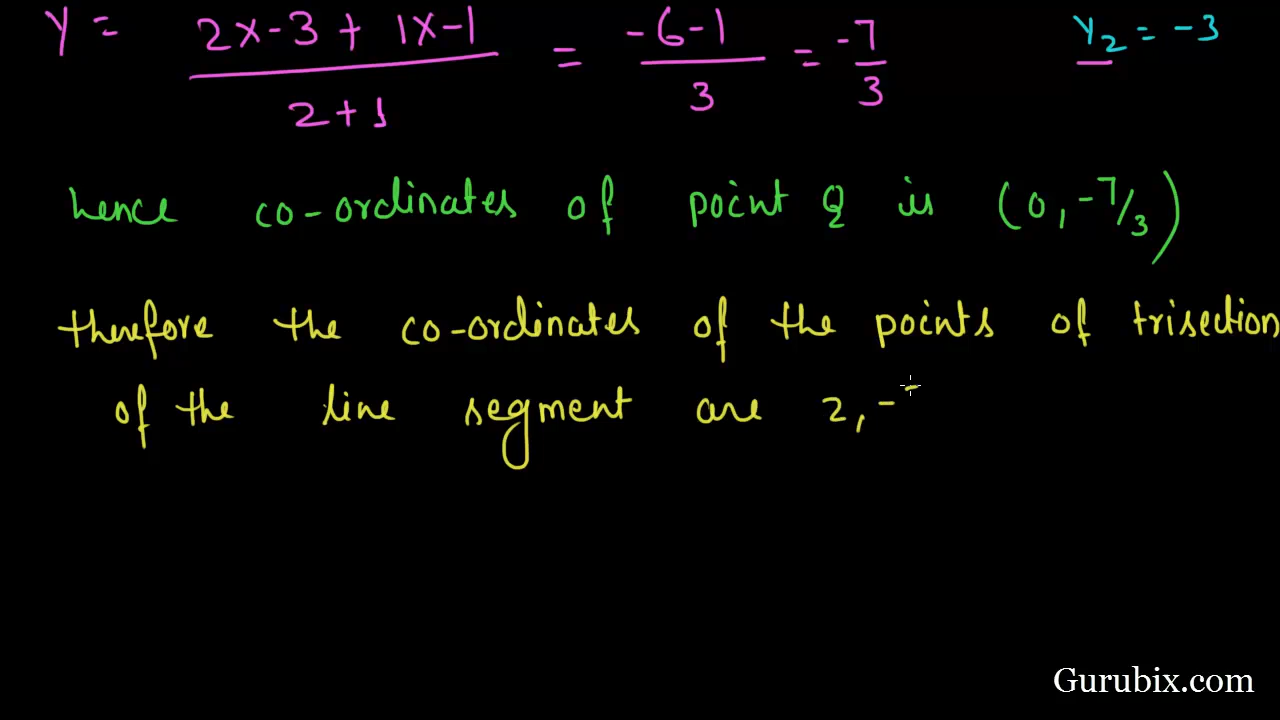 y = 2x-3 + 1x-1 / 2+1 = -6-1 / 3 = -7/3
y₂ = -3
hence co-ordinates of point Q is (0, -7/3)
therefore the co-ordinates of the points of trisection
of the line segment are 2, -
Gurubix.com